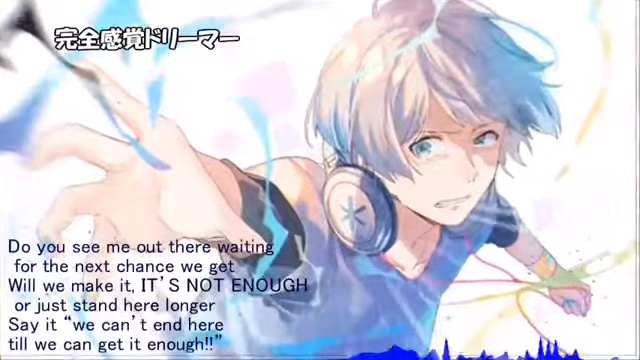 完全感覚ドリーマー
Do you see me out there waiting
for the next chance we get
Will we make it, IT'S NOT ENOUGH
or just stand here longer
Say it “we can't end here
till we can get it enough!!”